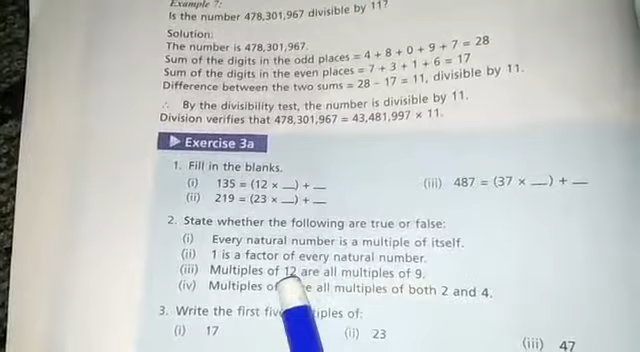 Example 7:
Is the number 478,301,967 divisible by 11?
Solution:
The number is 478,301,967.
Sum of the digits in the odd places = 4 + 8 + 0 + 9 + 7 = 28
Sum of the digits in the even places = 7 + 3 + 1 + 6 = 17
Difference between the two sums = 28 - 17 = 11, divisible by 11.
∴ By the divisibility test, the number is divisible by 11.
Division verifies that 478,301,967 = 43,481,997 × 11.
Exercise 3a
1. Fill in the blanks.
(i) 135 = (12 × __) + __ (iii) 487 = (37 × __) + __
(ii) 219 = (23 × __) + __
2. State whether the following are true or false:
(i) Every natural number is a multiple of itself.
(ii) 1 is a factor of every natural number.
(iii) Multiples of 12 are all multiples of 9.
(iv) Multiples all multiples of both 2 and 4.
3. Write the first of:
(i) 17 (ii) 23 (iii) 47